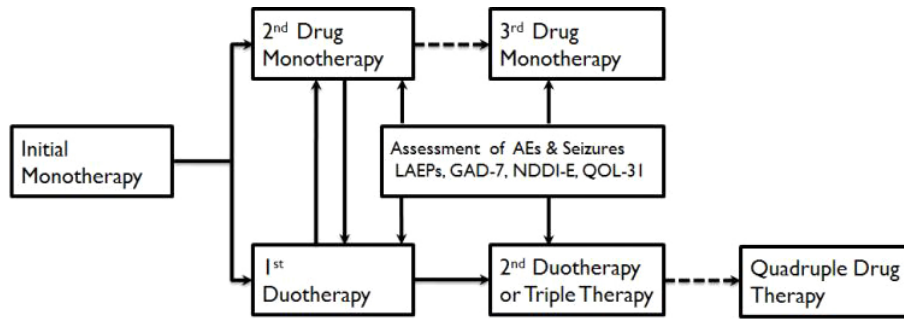 2nd Drug
Monotherapy
3rd Drug
Monotherapy
Initial
Monotherapy
Assessment of AEs & Seizures
LAEPs, GAD-7, NDDI-E, QOL-31
1st
Duotherapy
2nd Duotherapy
or Triple Therapy
Quadruple Drug
Therapy